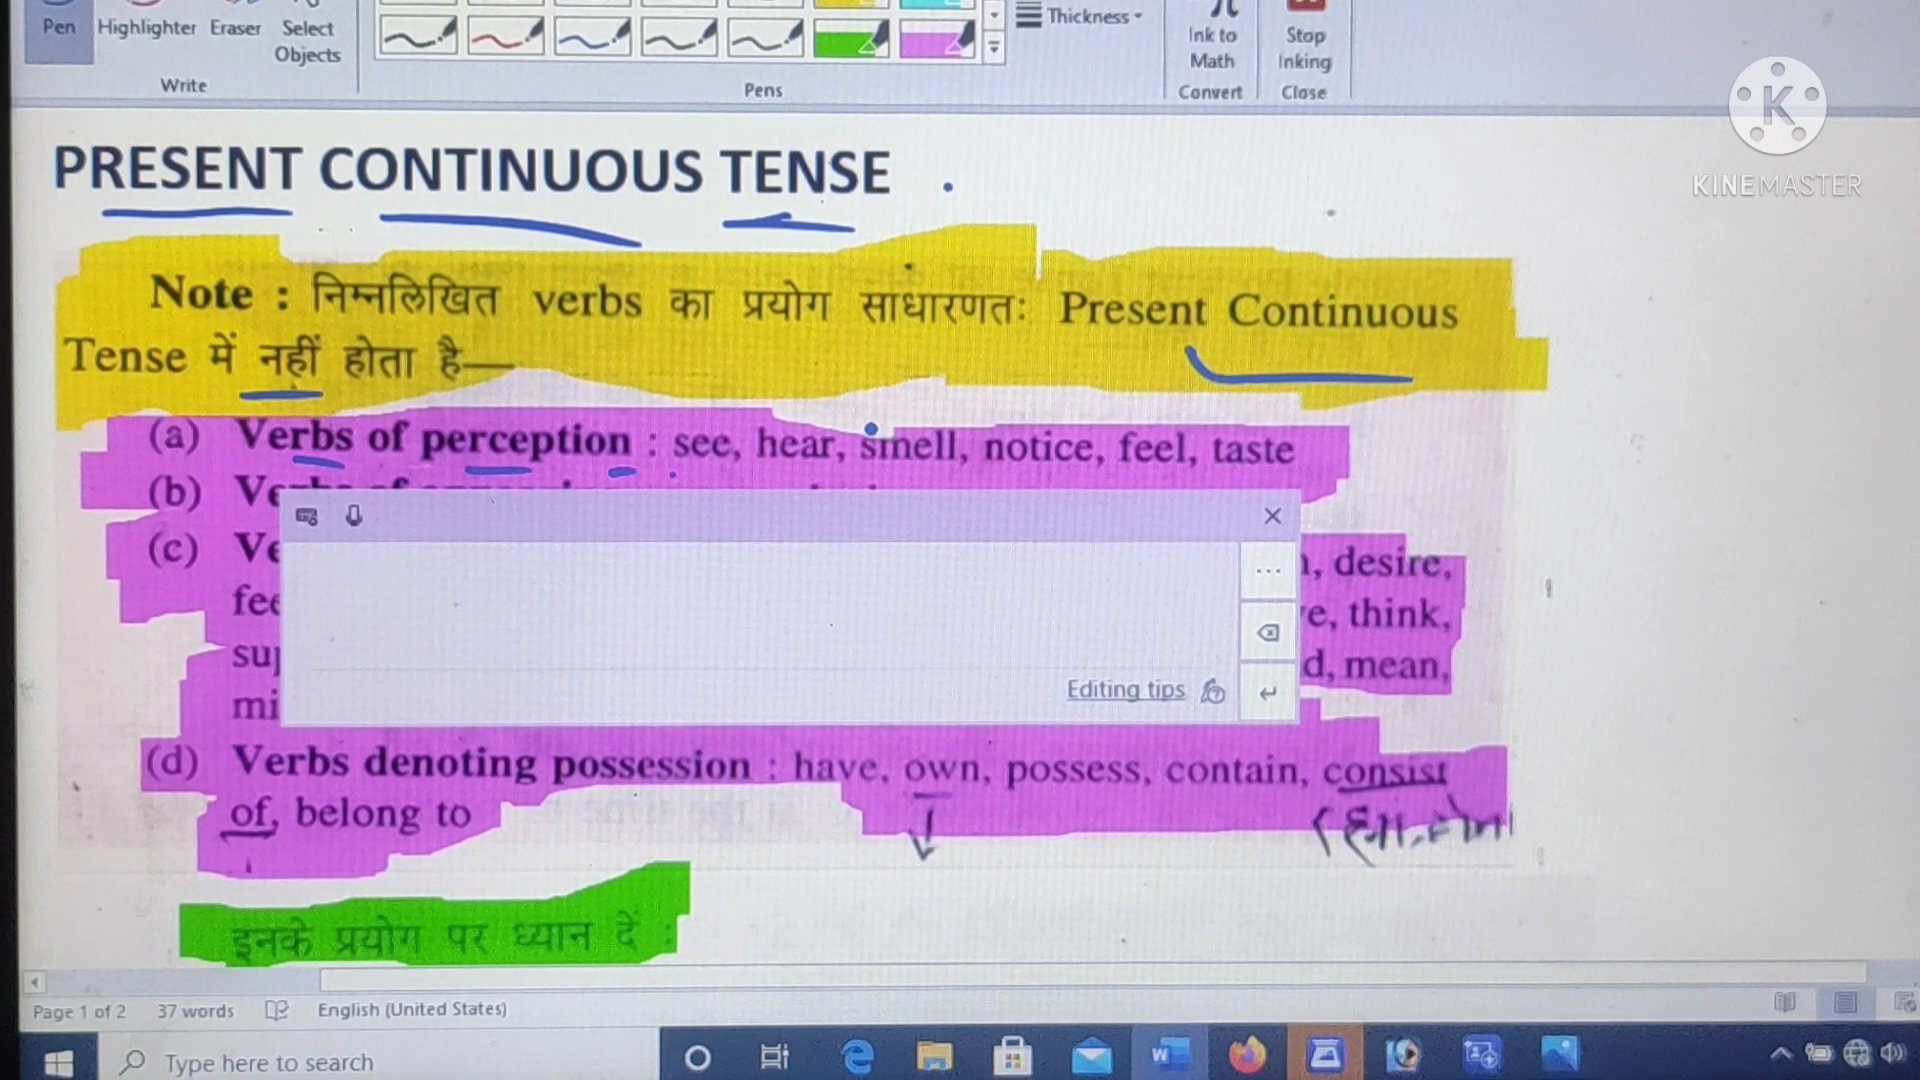 Pen Highlighter Eraser Select Objects
Thickness
Ink to Math
Stop Inking
Write
Pens
Convert
Close
K
KINEMASTER
PRESENT CONTINUOUS TENSE
Note : निम्नलिखित verbs का प्रयोग साधारणतः Present Continuous
Tense में नहीं होता है—
(a) Verbs of perception : see, hear, smell, notice, feel, taste
(b)
(c) desire,
think,
mean,
Editing tips
(d) Verbs denoting possession : have, own, possess, contain, consist
of, belong to
इनके प्रयोग पर ध्यान दें :
Page 1 of 2 37 words English (United States)
Type here to search